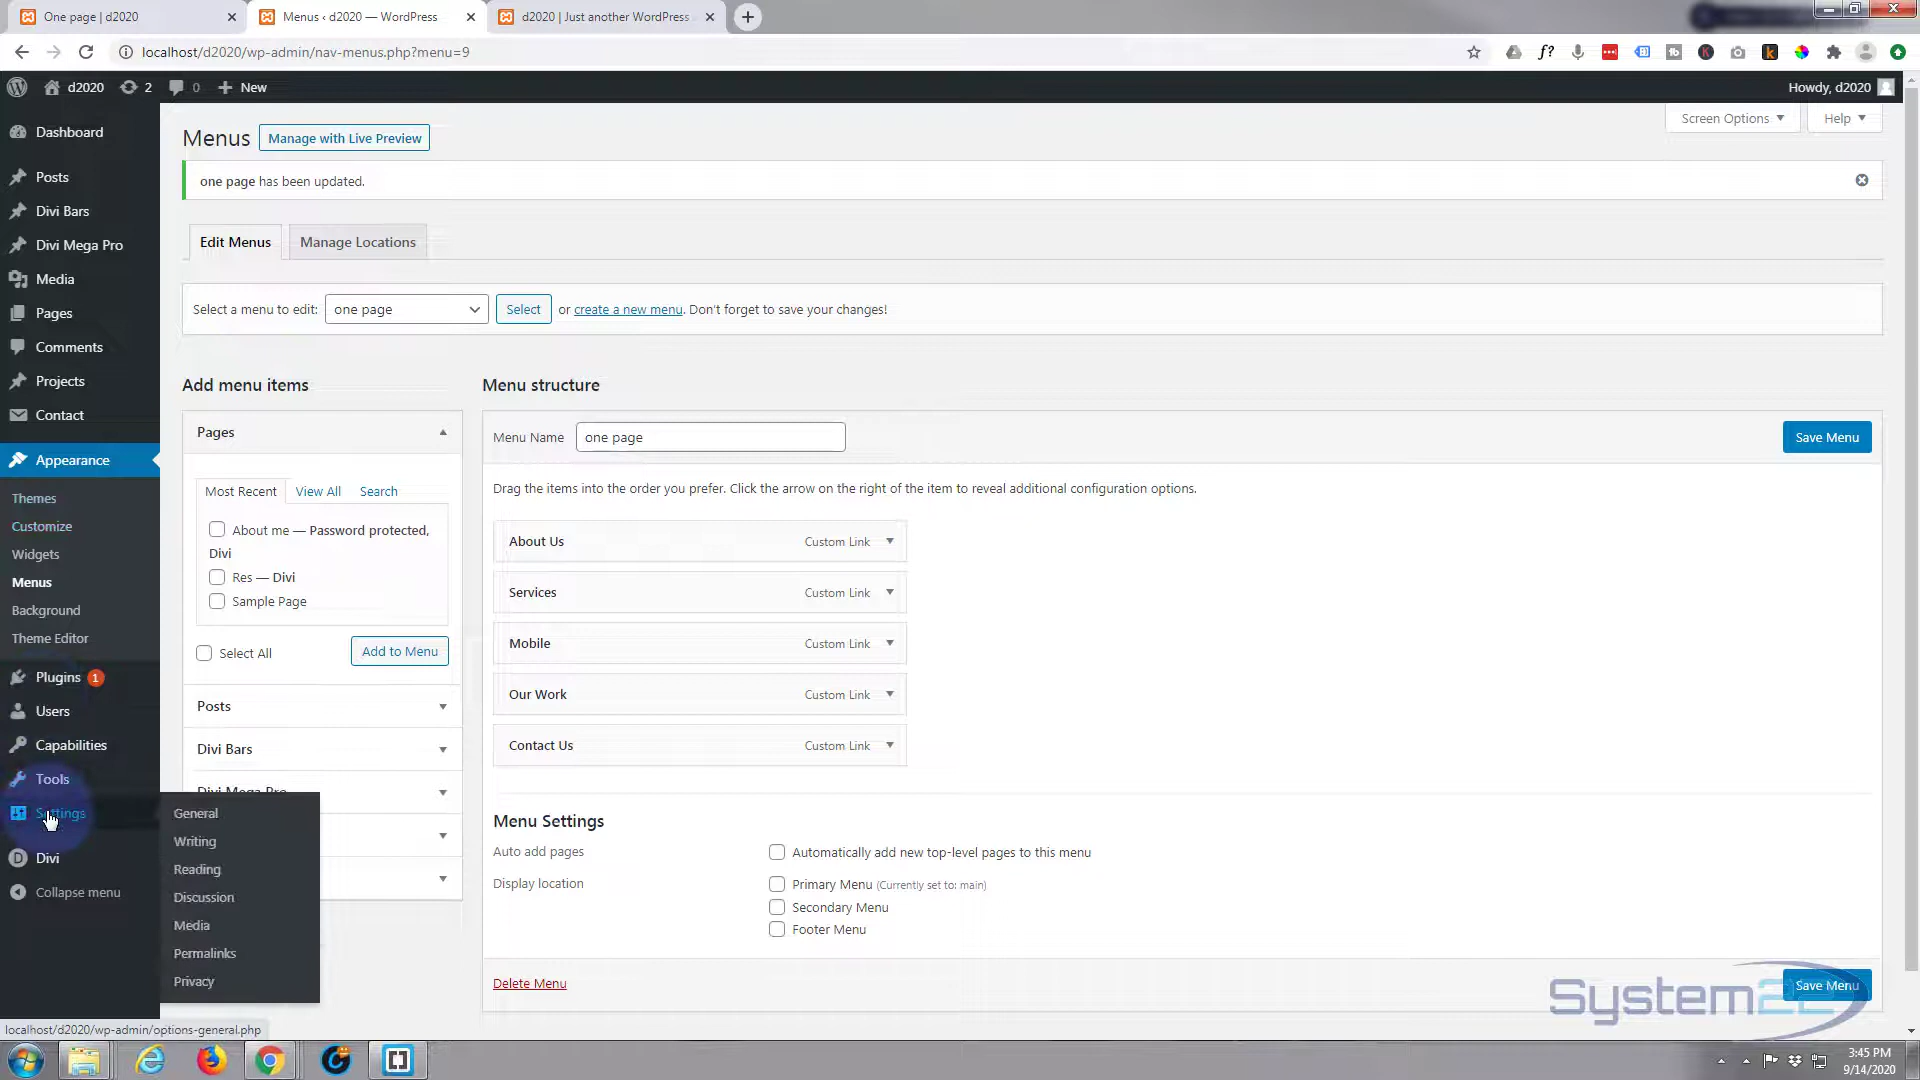 One page | d2020
Menus ‹ d2020 — WordPress
d2020 | Just another WordPress
localhost/d2020/wp-admin/nav-menus.php?menu=9
d2020
2
0
New
Howdy, d2020
Dashboard
Posts
Divi Bars
Divi Mega Pro
Media
Pages
Comments
Projects
Contact
Appearance
Themes
Customize
Widgets
Menus
Background
Theme Editor
Plugins 1
Users
Capabilities
Tools
Settings
Divi
Collapse menu
General
Writing
Reading
Discussion
Media
Permalinks
Privacy
Screen Options
Help
Menus
Manage with Live Preview
one page has been updated.
Edit Menus
Manage Locations
Select a menu to edit:
one page
Select
or create a new menu. Don't forget to save your changes!
Add menu items
Pages
Most Recent
View All
Search
About me — Password protected,
Divi
Res — Divi
Sample Page
Select All
Add to Menu
Posts
Divi Bars
Divi Mega Pro
Menu structure
Menu Name
one page
Save Menu
Drag the items into the order you prefer. Click the arrow on the right of the item to reveal additional configuration options.
About Us Custom Link
Services Custom Link
Mobile Custom Link
Our Work Custom Link
Contact Us Custom Link
Menu Settings
Auto add pages
Automatically add new top-level pages to this menu
Display location
Primary Menu (Currently set to: main)
Secondary Menu
Footer Menu
Delete Menu
Save Menu
System22
localhost/d2020/wp-admin/options-general.php
3:45 PM
9/14/2020